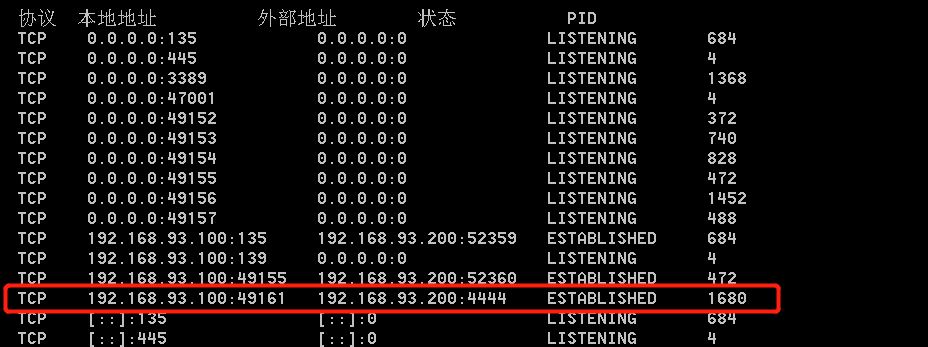 协议 本地地址 外部地址 状态 PID
TCP 0.0.0.0:135 0.0.0.0:0 LISTENING 684
TCP 0.0.0.0:445 0.0.0.0:0 LISTENING 4
TCP 0.0.0.0:3389 0.0.0.0:0 LISTENING 1368
TCP 0.0.0.0:47001 0.0.0.0:0 LISTENING 4
TCP 0.0.0.0:49152 0.0.0.0:0 LISTENING 372
TCP 0.0.0.0:49153 0.0.0.0:0 LISTENING 740
TCP 0.0.0.0:49154 0.0.0.0:0 LISTENING 828
TCP 0.0.0.0:49155 0.0.0.0:0 LISTENING 472
TCP 0.0.0.0:49156 0.0.0.0:0 LISTENING 1452
TCP 0.0.0.0:49157 0.0.0.0:0 LISTENING 488
TCP 192.168.93.100:135 192.168.93.200:52359 ESTABLISHED 684
TCP 192.168.93.100:139 0.0.0.0:0 LISTENING 4
TCP 192.168.93.100:49155 192.168.93.200:52360 ESTABLISHED 472
TCP 192.168.93.100:49161 192.168.93.200:4444 ESTABLISHED 1680
TCP [::]:135 [::]:0 LISTENING 684
TCP [::]:445 [::]:0 LISTENING 4